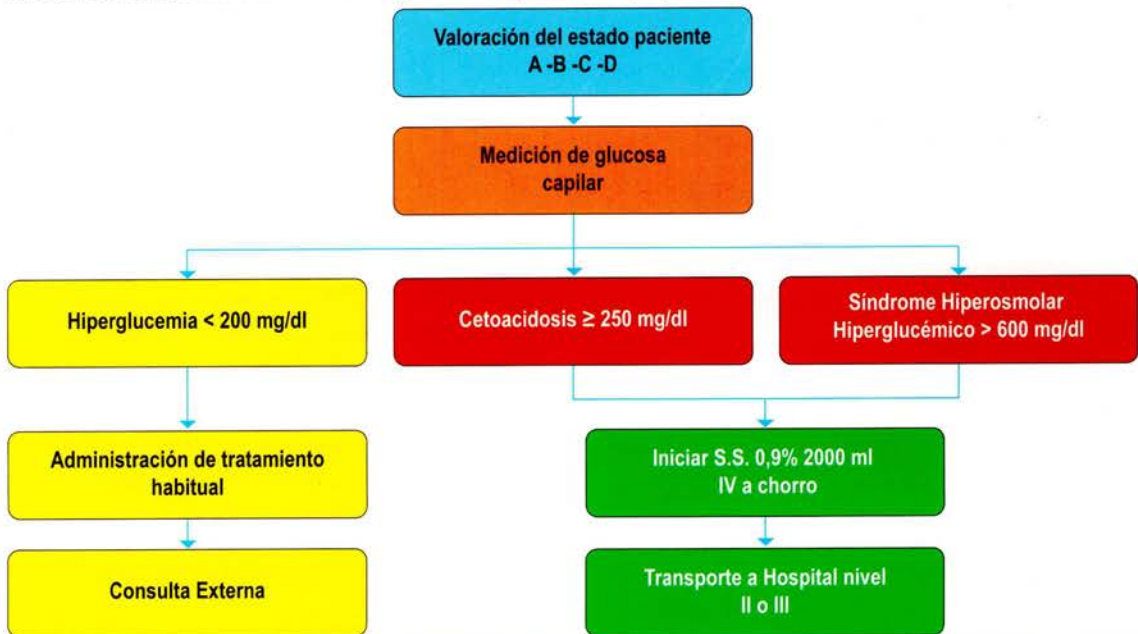 Valoración del estado paciente
A -B -C -D
Medición de glucosa
capilar
Hiperglucemia < 200 mg/dl
Cetoacidosis ≥ 250 mg/dl
Síndrome Hiperosmolar
Hiperglucémico > 600 mg/dl
Administración de tratamiento
habitual
Iniciar S.S. 0,9% 2000 ml
IV a chorro
Consulta Externa
Transporte a Hospital nivel
II o III